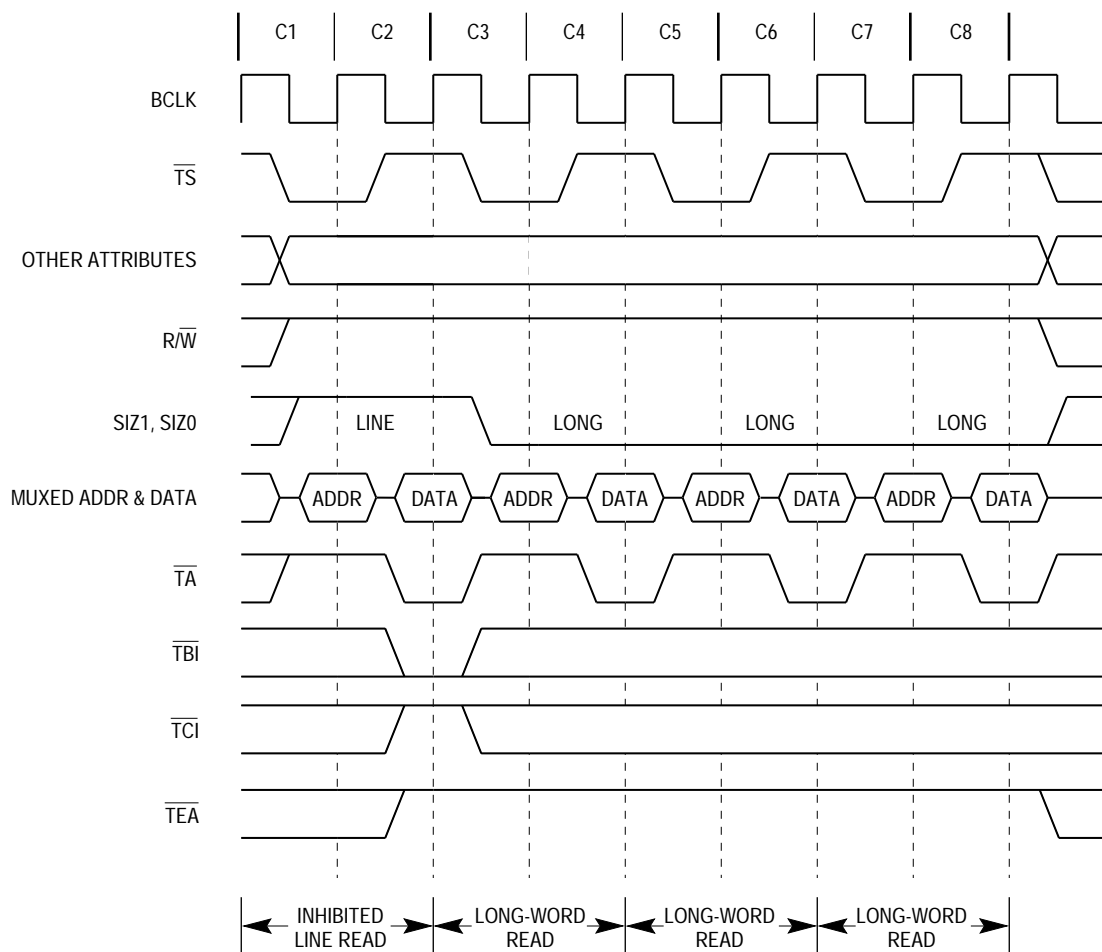 C1 C2 C3 C4 C5 C6 C7 C8
BCLK
TS
OTHER ATTRIBUTES
R/W
SIZ1, SIZ0 LINE LONG LONG LONG
MUXED ADDR & DATA ADDR DATA ADDR DATA ADDR DATA ADDR DATA
TA
TBI
TCI
TEA
INHIBITED LONG-WORD LONG-WORD LONG-WORD
LINE READ READ READ READ